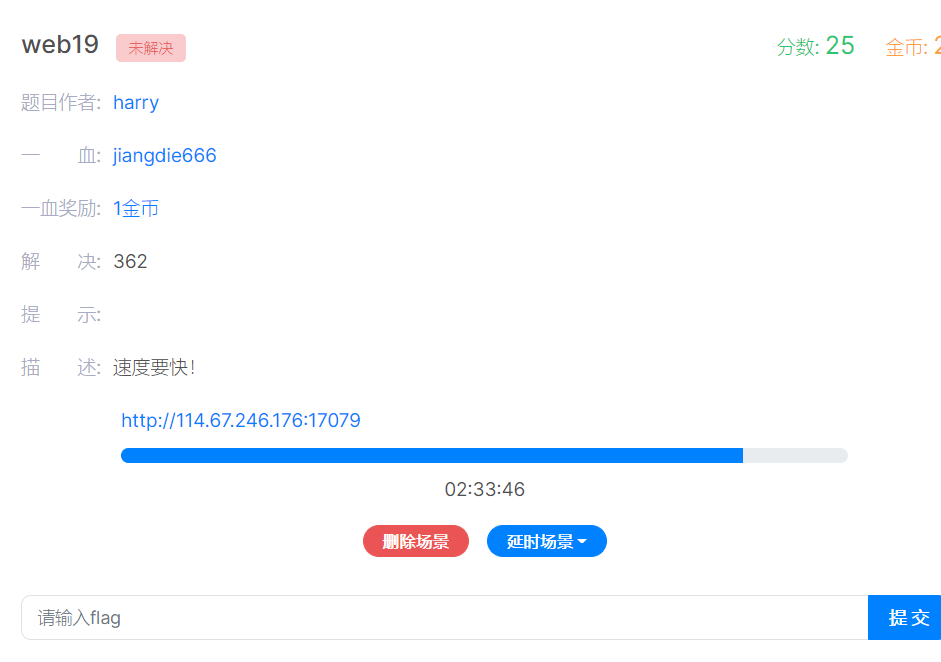 web19 未解决 分数: 25 金币: 2
题目作者: harry
一 血: jiangdie666
一血奖励: 1金币
解 决: 362
提 示:
描 述: 速度要快!
http://114.67.246.176:17079
02:33:46
删除场景 延时场景
请输入flag 提交